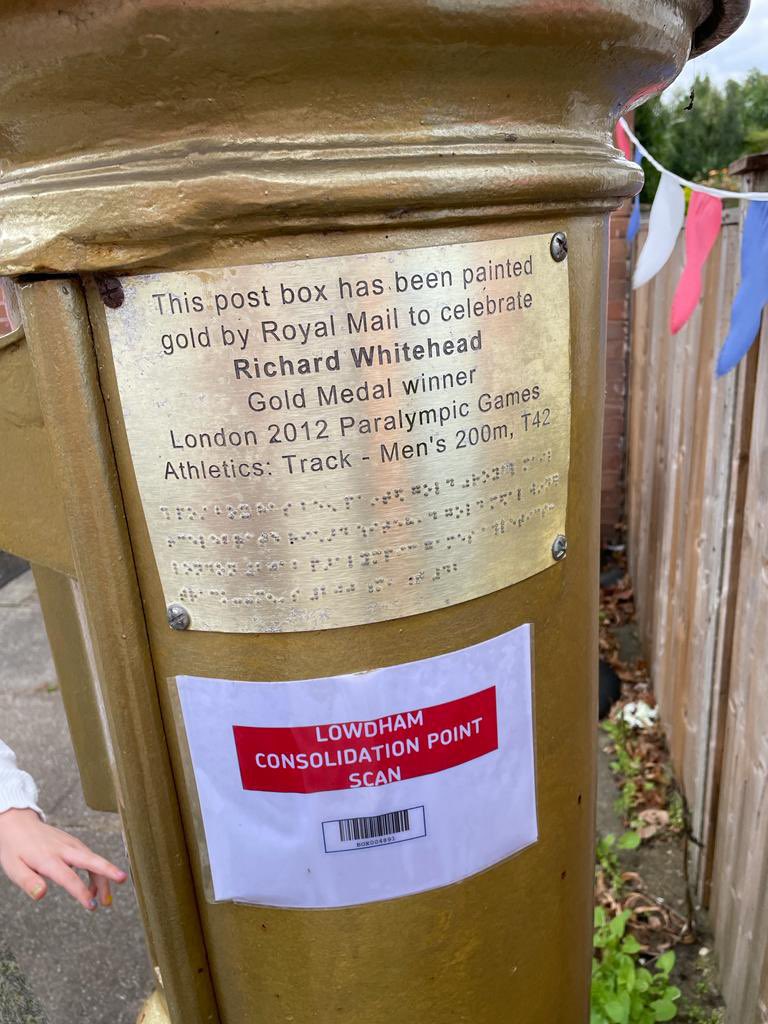 This post box has been painted
gold by Royal Mail to celebrate
Richard Whitehead
Gold Medal winner
London 2012 Paralympic Games
Athletics: Track - Men's 200m, T42
LOWDHAM
CONSOLIDATION POINT
SCAN